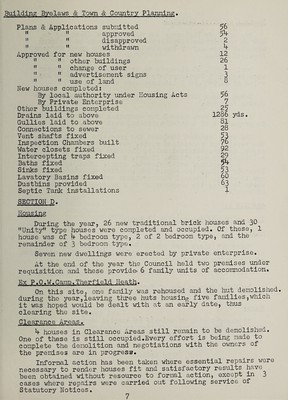 Building Byelaws & Town & Country Planning.
Plans & Applications submitted 56
" " approved 54
" " disapproved 2
" " withdrawn 4
Approved for new houses 12
" " other buildings 26
" " change of user 1
" " advertisement signs 3
" " use of land 8
New houses completed:
By local authority under Housing Acts 56
By Private Enterprise 7
Other buildings completed 25
Drains laid to above 1286 yds.
Gullies laid to above 81
Connections to sewer 28
Vent shafts fixed 53
Inspection Chambers built 76
Water closets fixed 92
Intercepting traps fixed 29
Baths fixed 54
Sinks fixed 53
Lavatory Basins fixed 60
Dustbins provided 63
Septic Tank installations 1
SECTION D.
Housing
During the year, 26 new traditional brick houses and 30
"Unity" type houses were completed and occupied. Of these, 1
house was of 4 bedroom type, 2 of 2 bedroom type, and the
remainder of 3 bedroom type.
Seven new dwellings were erected by private enterprise.
At the end of the year the Council held two premises under
requisition and these provide 6 family units of accommodation.
Ex P.O.W.Camp.Therfield Heath.
On this site, one family was rehoused and the hut demolished.
during the year,leaving three huts housing five families,which
it was hoped would be dealt with at an early date, thus
clearing the site.
Clearance Areas.
4 houses in Clearance Areas still remain to be demolished.
One of these is still occupied.Every effort is being made to
complete the demolition and negotiations with the owners of
the premises are in progress.
Informal action has been taken where essential repairs were
necessary to render houses fit and satisfactory results have
been obtained without resource to formal action, except in 3
cases where repairs were carried out following service of
Statutory Notices.
7